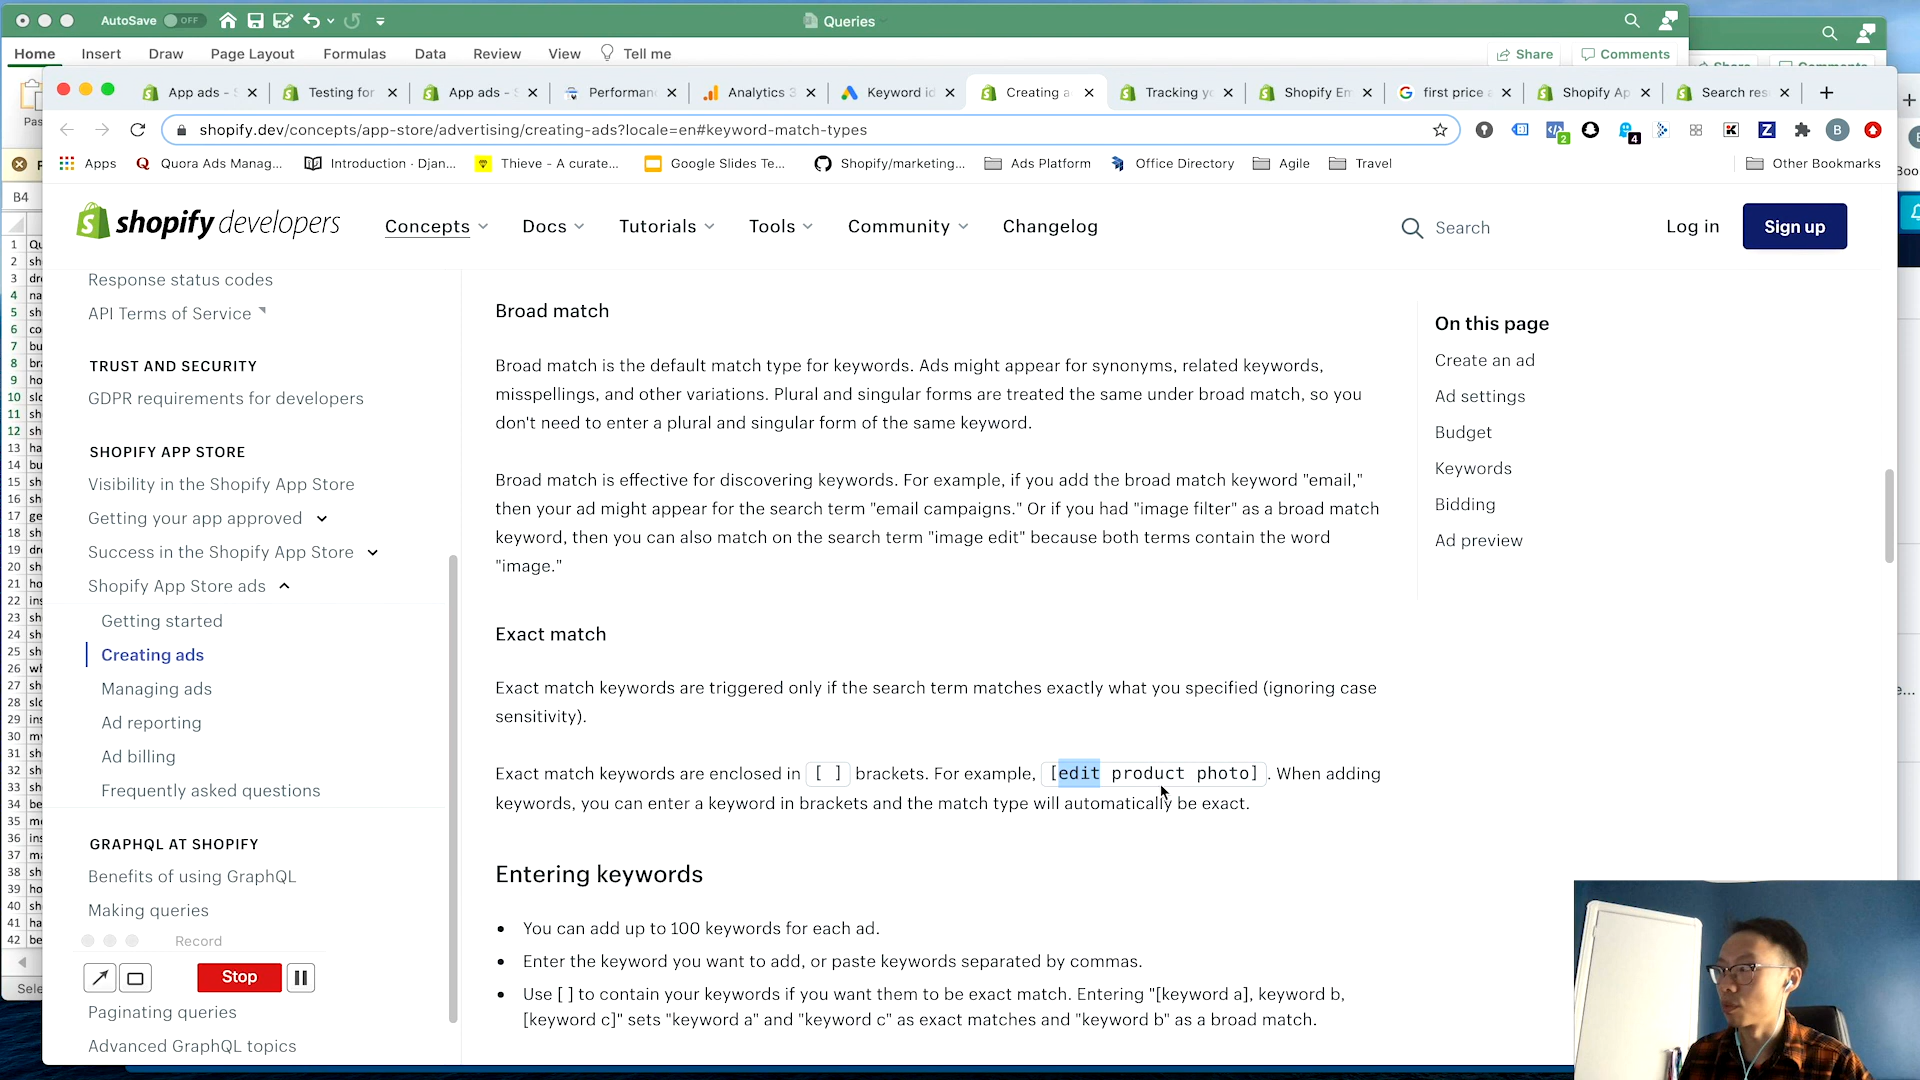 AutoSave OFF
Queries
Home Insert Draw Page Layout Formulas Data Review View Tell me
Share Comments
App ads - S
Testing for
App ads - S
Performanc
Analytics 3
Keyword id
Creating a
Tracking y
Shopify Em
first price a
Shopify Ap
Search res
shopify.dev/concepts/app-store/advertising/creating-ads?locale=en#keyword-match-types
Apps
Quora Ads Manag...
Introduction · Djan...
Thieve - A curate...
Google Slides Te...
Shopify/marketing...
Ads Platform
Office Directory
Agile
Travel
Other Bookmarks
B4
shopify developers
Concepts Docs Tutorials Tools Community Changelog
Search
Log in
Sign up
Response status codes
API Terms of Service
TRUST AND SECURITY
GDPR requirements for developers
SHOPIFY APP STORE
Visibility in the Shopify App Store
Getting your app approved
Success in the Shopify App Store
Shopify App Store ads
Getting started
Creating ads
Managing ads
Ad reporting
Ad billing
Frequently asked questions
GRAPHQL AT SHOPIFY
Benefits of using GraphQL
Making queries
Record
Stop
Paginating queries
Advanced GraphQL topics
Broad match
Broad match is the default match type for keywords. Ads might appear for synonyms, related keywords,
misspellings, and other variations. Plural and singular forms are treated the same under broad match, so you
don't need to enter a plural and singular form of the same keyword.
Broad match is effective for discovering keywords. For example, if you add the broad match keyword "email,"
then your ad might appear for the search term "email campaigns." Or if you had "image filter" as a broad match
keyword, then you can also match on the search term "image edit" because both terms contain the word
"image."
Exact match
Exact match keywords are triggered only if the search term matches exactly what you specified (ignoring case
sensitivity).
Exact match keywords are enclosed in [ ] brackets. For example, [edit product photo]. When adding
keywords, you can enter a keyword in brackets and the match type will automatically be exact.
Entering keywords
You can add up to 100 keywords for each ad.
Enter the keyword you want to add, or paste keywords separated by commas.
Use [ ] to contain your keywords if you want them to be exact match. Entering "[keyword a], keyword b,
[keyword c]" sets "keyword a" and "keyword c" as exact matches and "keyword b" as a broad match.
On this page
Create an ad
Ad settings
Budget
Keywords
Bidding
Ad preview